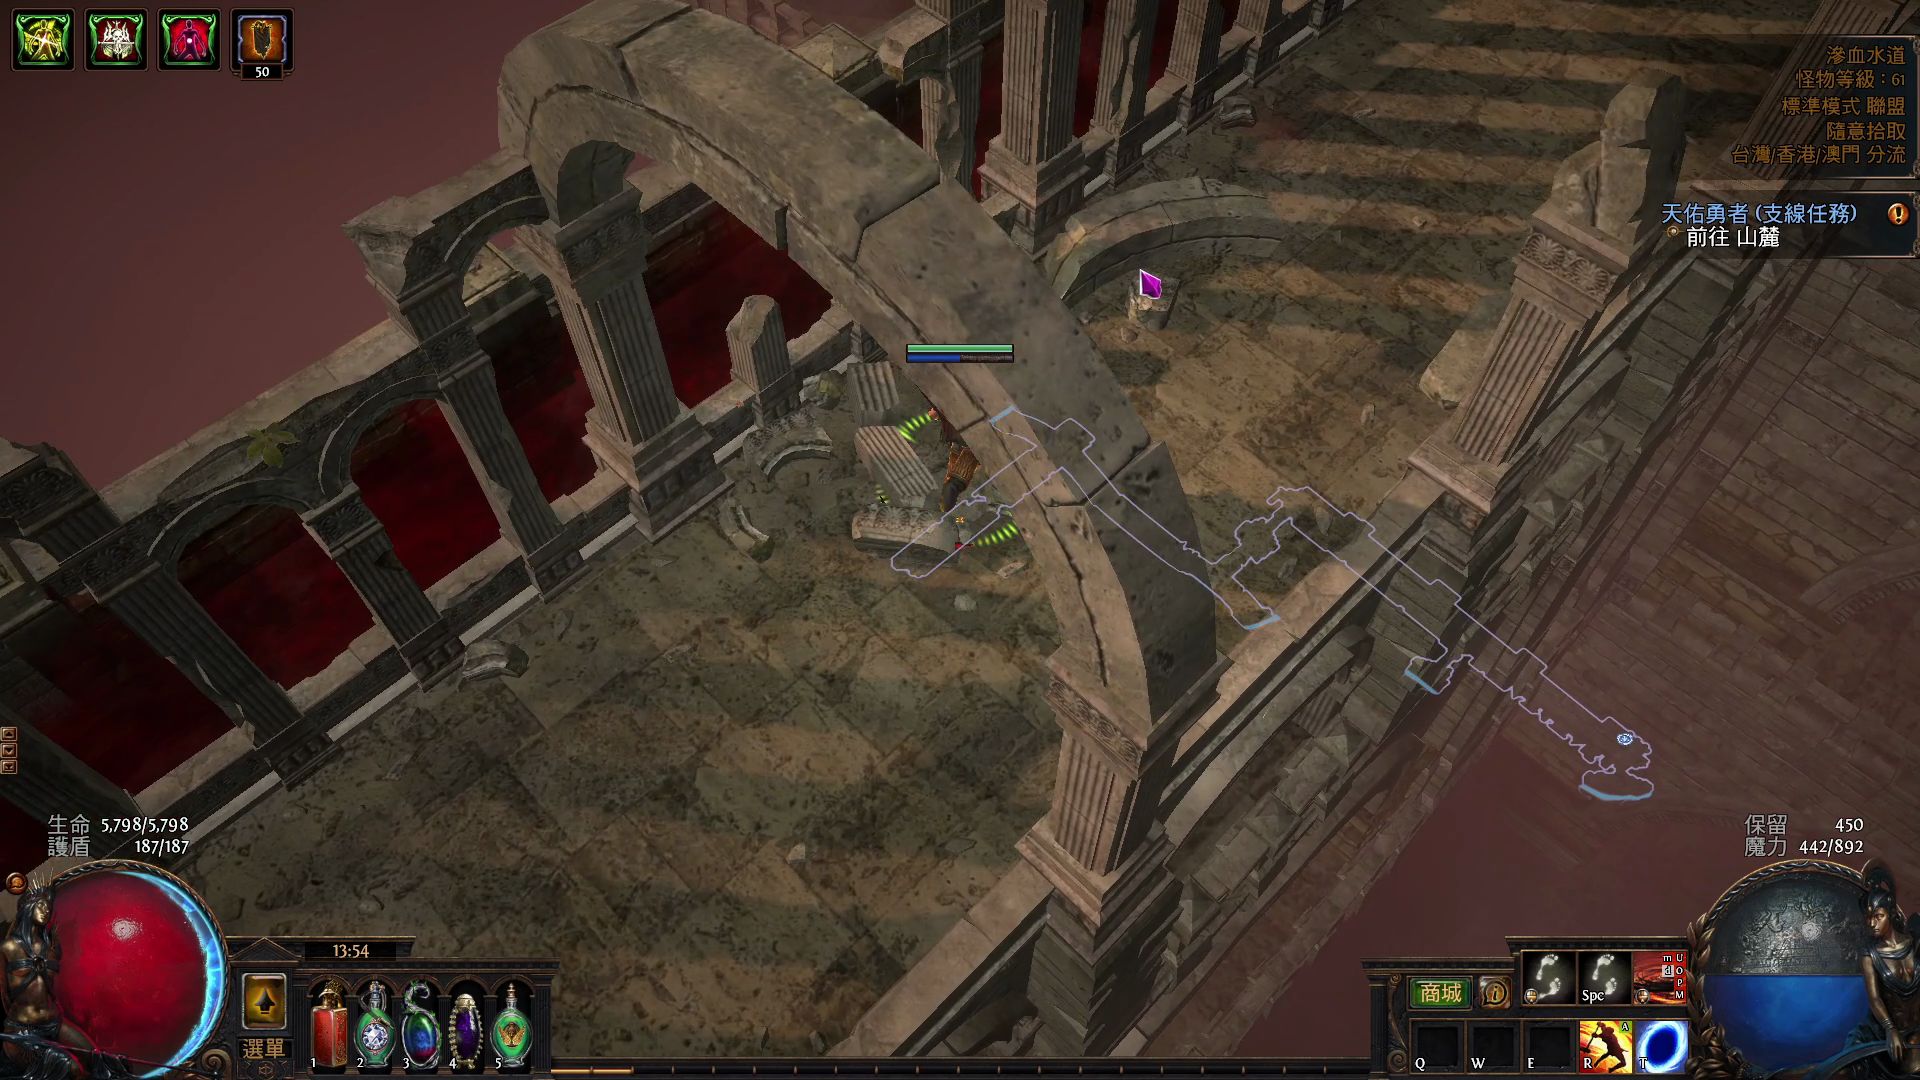 50
滲血水道
怪物等級：61
標準模式 聯盟
隨意拾取
台灣/香港/澳門 分流
天佑勇者 (支線任務)
前往 山麓
生命 5,798/5,798
護盾 187/187
保留 450
魔力 442/892
13:54
選單
1 2 3 4 5
商城
Spc
m U
d O
P
M
Q W E R A T